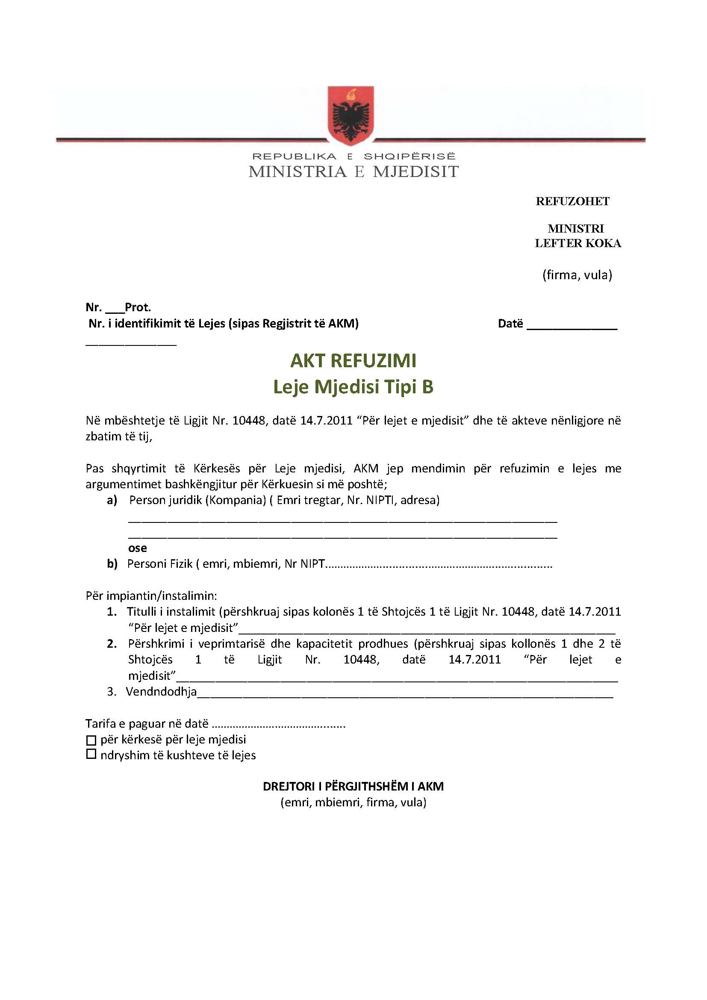 REPUBLIKA E SHQIPËRISË
MINISTRIA E MJEDISIT
REFUZOHET
MINISTRI
LEFTER KOKA
(firma, vula)
Nr. ___Prot.
Nr. i identifikimit të Lejes (sipas Regjistrit të AKM) Datë ______________
______________
AKT REFUZIMI
Leje Mjedisi Tipi B
Në mbështetje të Ligjit Nr. 10448, datë 14.7.2011 “Për lejet e mjedisit” dhe të akteve nënligjore në
zbatim të tij,
Pas shqyrtimit të Kërkesës për Leje mjedisi, AKM jep mendimin për refuzimin e lejes me
argumentimet bashkëngjitur për Kërkuesin si më poshtë;
a) Person juridik (Kompania) ( Emri tregtar, Nr. NIPTI, adresa)
__________________________________________________________________
__________________________________________________________________
ose
b) Personi Fizik ( emri, mbiemri, Nr NIPT.....................................................................
Për impiantin/instalimin:
1. Titulli i instalimit (përshkruaj sipas kolonës 1 të Shtojcës 1 të Ligjit Nr. 10448, datë 14.7.2011
“Për lejet e mjedisit”__________________________________________________________
2. Përshkrimi i veprimtarisë dhe kapacitetit prodhues (përshkruaj sipas kollonës 1 dhe 2 të
Shtojcës 1 të Ligjit Nr. 10448, datë 14.7.2011 “Për lejet e
mjedisit”____________________________________________________________________
3. Vendndodhja________________________________________________________________
Tarifa e paguar në datë ..........................................
☐ për kërkesë për leje mjedisi
☐ ndryshim të kushteve të lejes
DREJTORI I PËRGJITHSHËM I AKM
(emri, mbiemri, firma, vula)